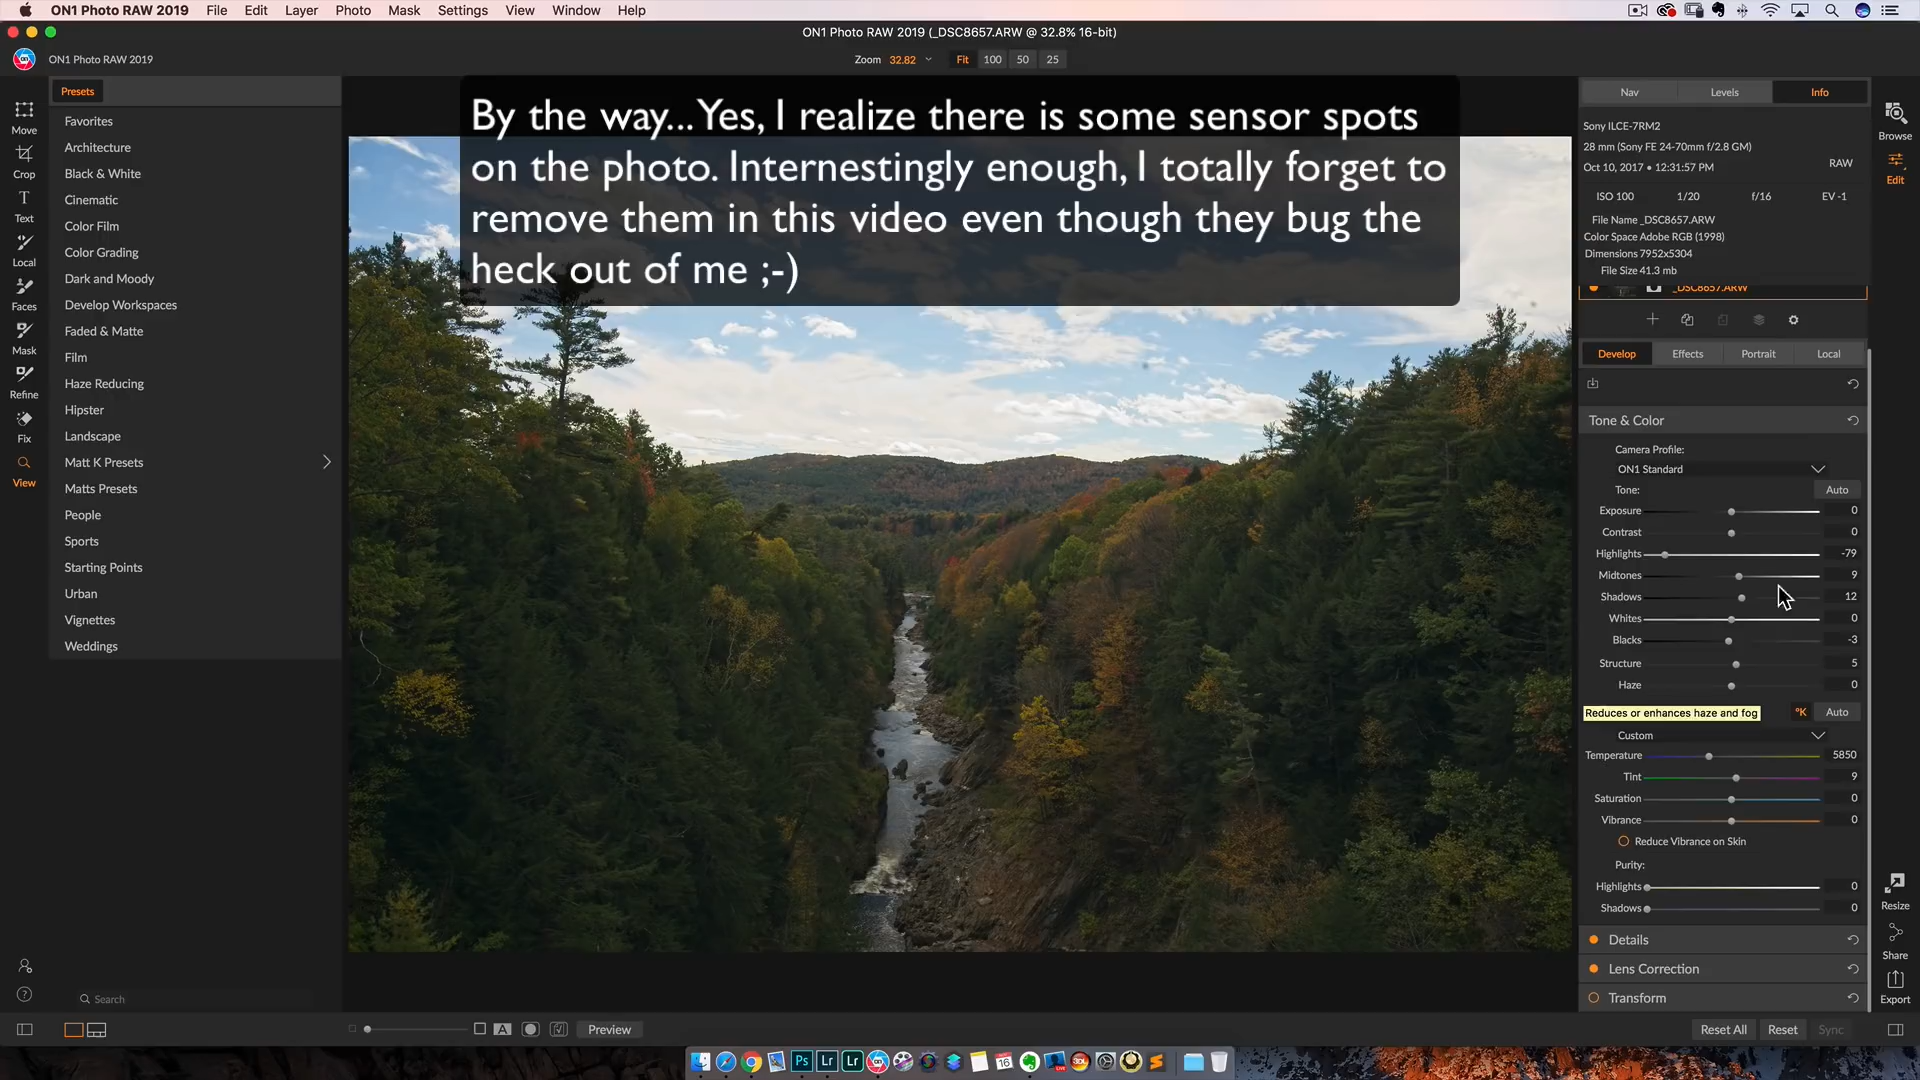 ON1 Photo RAW 2019 File Edit Layer Photo Mask Settings View Window Help
ON1 Photo RAW 2019 (_DSC8657.ARW @ 32.8% 16-bit)
ON1 Photo RAW 2019
Zoom 32.82 Fit 100 50 25
Presets
Favorites
Architecture
Black & White
Cinematic
Color Film
Color Grading
Dark and Moody
Develop Workspaces
Faded & Matte
Film
Haze Reducing
Hipster
Landscape
Matt K Presets
Matts Presets
People
Sports
Starting Points
Urban
Vignettes
Weddings
Search
Move
Crop
Text
Local
Faces
Mask
Refine
Fix
View
By the way...Yes, I realize there is some sensor spots
on the photo. Internestingly enough, I totally forget to
remove them in this video even though they bug the
heck out of me ;-)
Nav Levels Info
Sony ILCE-7RM2
28 mm (Sony FE 24-70mm f/2.8 GM)
Oct 10, 2017 • 12:31:57 PM RAW
ISO 100 1/20 f/16 EV -1
File Name _DSC8657.ARW
Color Space Adobe RGB (1998)
Dimensions 7952x5304
File Size 41.3 mb
_DSC8657.ARW
Develop Effects Portrait Local
Tone & Color
Camera Profile:
ON1 Standard
Tone: Auto
Exposure 0
Contrast 0
Highlights -79
Midtones 9
Shadows 12
Whites 0
Blacks -3
Structure 5
Haze 0
Reduces or enhances haze and fog °K Auto
Custom
Temperature 5850
Tint 9
Saturation 0
Vibrance 0
Reduce Vibrance on Skin
Purity:
Highlights 0
Shadows 0
Details
Lens Correction
Transform
Browse
Edit
Resize
Share
Export
A Preview
Reset All Reset Sync
Ps Lr Lr 16